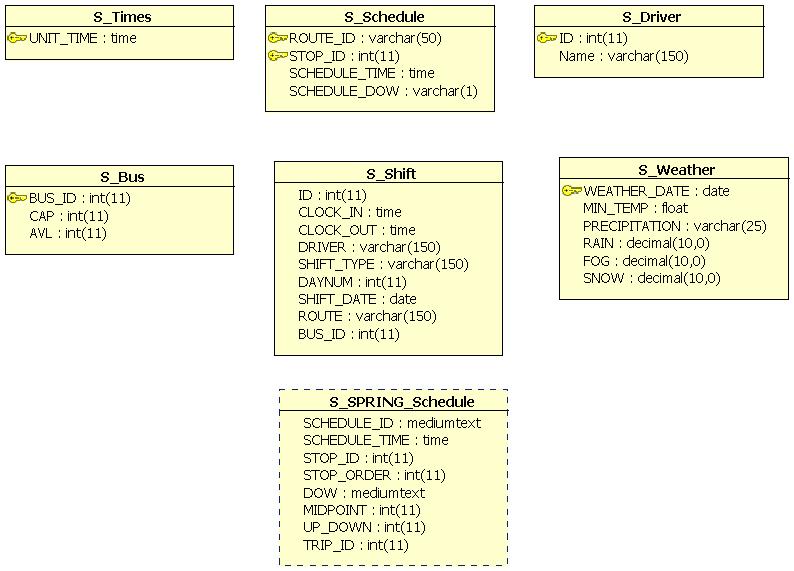 S_Times
UNIT_TIME : time
S_Schedule
ROUTE_ID : varchar(50)
STOP_ID : int(11)
SCHEDULE_TIME : time
SCHEDULE_DOW : varchar(1)
S_Driver
ID : int(11)
Name : varchar(150)
S_Bus
BUS_ID : int(11)
CAP : int(11)
AVL : int(11)
S_Shift
ID : int(11)
CLOCK_IN : time
CLOCK_OUT : time
DRIVER : varchar(150)
SHIFT_TYPE : varchar(150)
DAYNUM : int(11)
SHIFT_DATE : date
ROUTE : varchar(150)
BUS_ID : int(11)
S_Weather
WEATHER_DATE : date
MIN_TEMP : float
PRECIPITATION : varchar(25)
RAIN : decimal(10,0)
FOG : decimal(10,0)
SNOW : decimal(10,0)
S_SPRING_Schedule
SCHEDULE_ID : mediumtext
SCHEDULE_TIME : time
STOP_ID : int(11)
STOP_ORDER : int(11)
DOW : mediumtext
MIDPOINT : int(11)
UP_DOWN : int(11)
TRIP_ID : int(11)